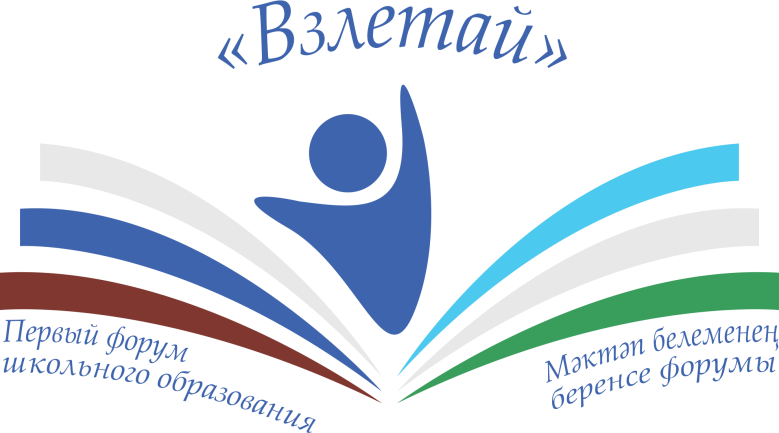 «Взлетай»
Первый форум
школьного образования
Мәктәп белеменең
беренсе форумы